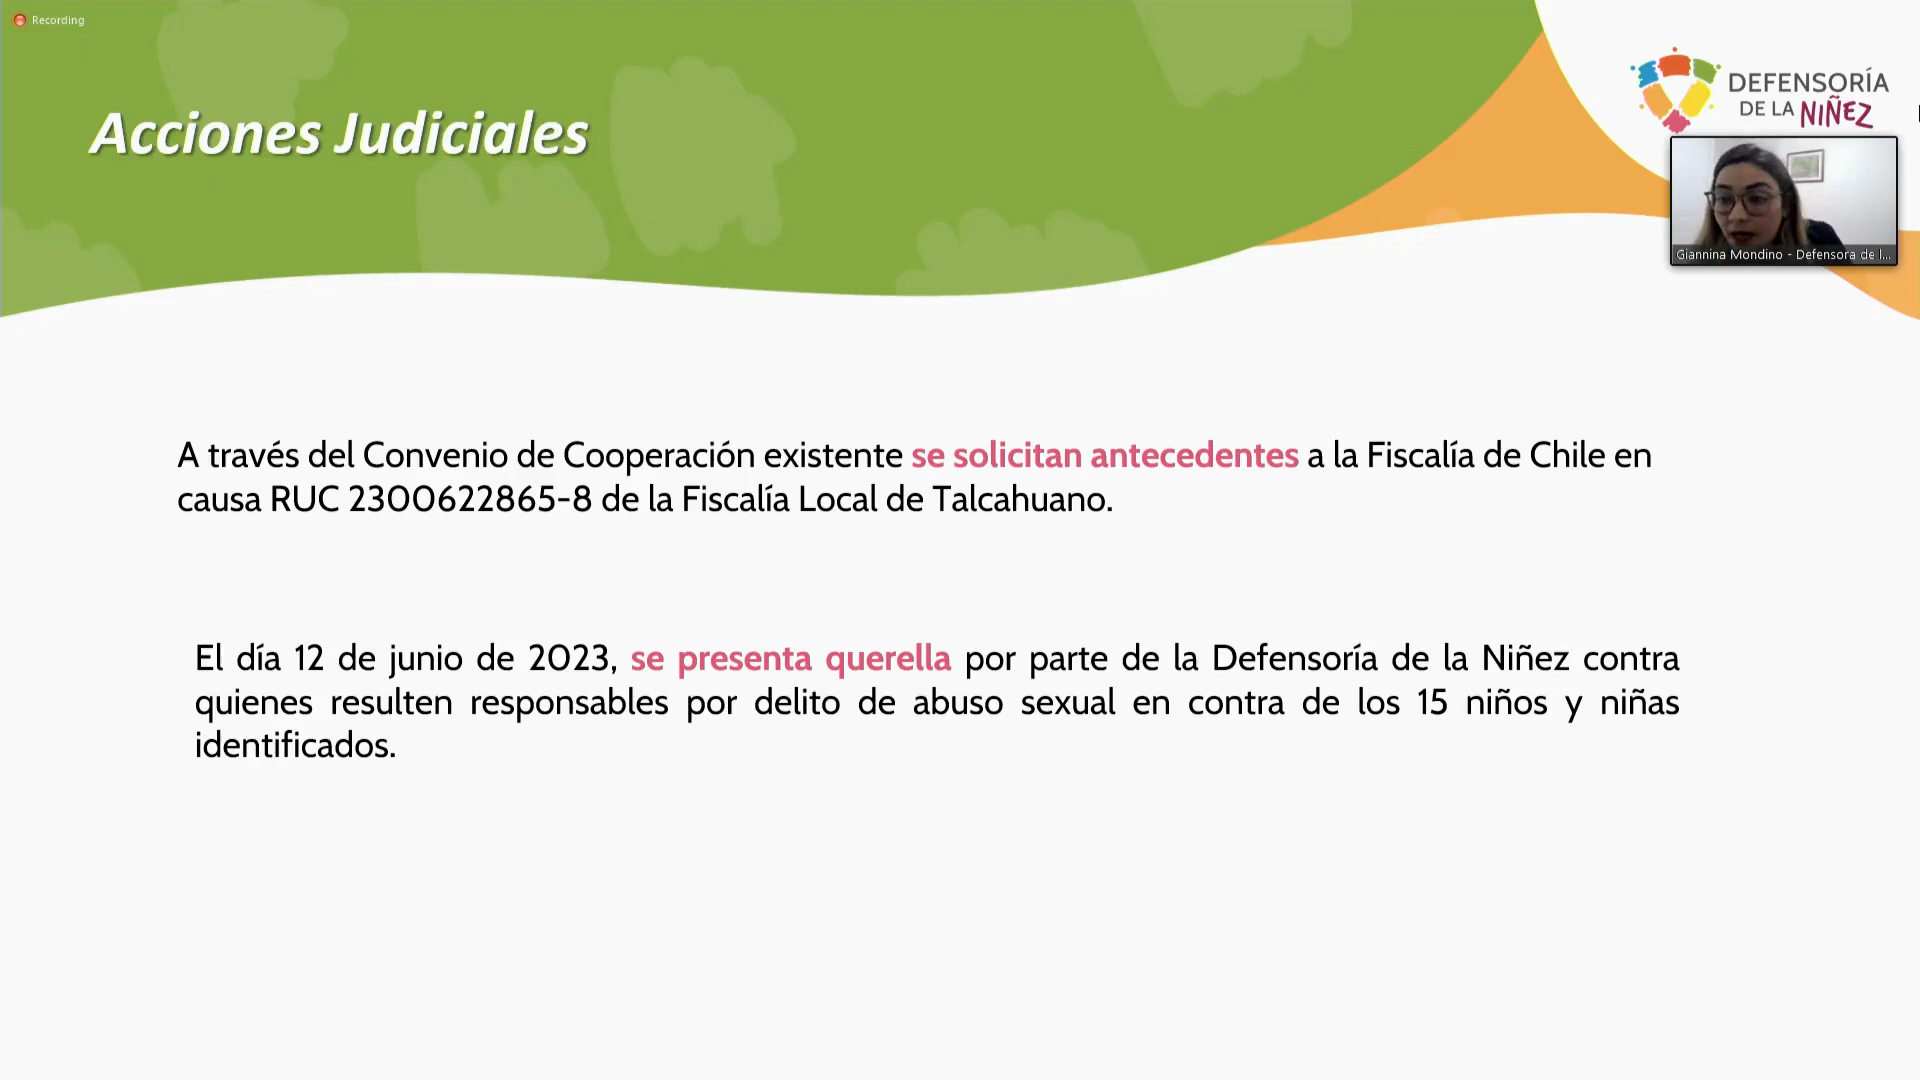 Recording
Acciones Judiciales
DEFENSORÍA
DE LA NIÑEZ
Giannina Mondino - Defensora de l...
A través del Convenio de Cooperación existente se solicitan antecedentes a la Fiscalía de Chile en
causa RUC 2300622865-8 de la Fiscalía Local de Talcahuano.
El día 12 de junio de 2023, se presenta querella por parte de la Defensoría de la Niñez contra
quienes resulten responsables por delito de abuso sexual en contra de los 15 niños y niñas
identificados.